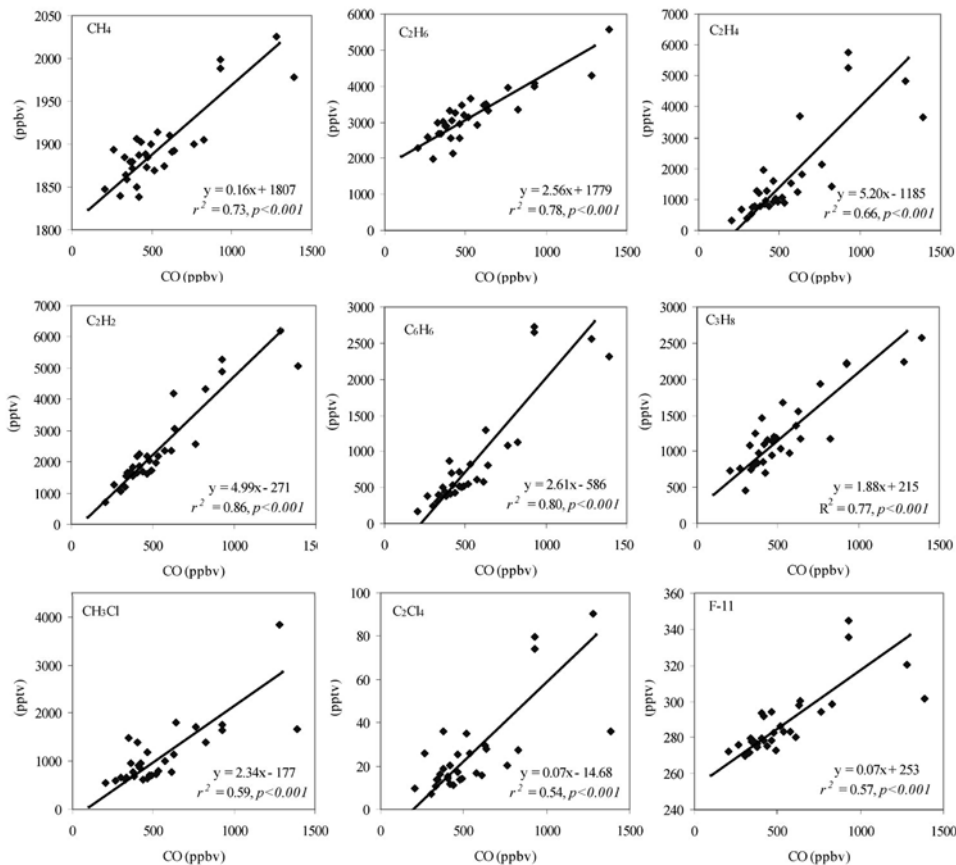 CH4
(ppbv)
2050
2000
1950
1900
1850
1800
y = 0.16x + 1807
r2 = 0.73, p<0.001
0 500 1000 1500
CO (ppbv)
C2H6
(pptv)
6000
5000
4000
3000
2000
1000
0
y = 2.56x + 1779
r2 = 0.78, p<0.001
0 500 1000 1500
CO (ppbv)
C2H4
(pptv)
7000
6000
5000
4000
3000
2000
1000
0
y = 5.20x - 1185
r2 = 0.66, p<0.001
0 500 1000 1500
CO (ppbv)
C2H2
(pptv)
7000
6000
5000
4000
3000
2000
1000
0
y = 4.99x - 271
r2 = 0.86, p<0.001
0 500 1000 1500
CO (ppbv)
C6H6
(pptv)
3000
2500
2000
1500
1000
500
0
y = 2.61x - 586
r2 = 0.80, p<0.001
0 500 1000 1500
CO (ppbv)
C3H8
(pptv)
3000
2500
2000
1500
1000
500
0
y = 1.88x + 215
R2 = 0.77, p<0.001
0 500 1000 1500
CO (ppbv)
CH3Cl
(pptv)
4000
3000
2000
1000
0
y = 2.34x - 177
r2 = 0.59, p<0.001
0 500 1000 1500
CO (ppbv)
C2Cl4
(pptv)
100
80
60
40
20
0
y = 0.07x - 14.68
r2 = 0.54, p<0.001
0 500 1000 1500
CO (ppbv)
F-11
(pptv)
360
340
320
300
280
260
240
y = 0.07x + 253
r2 = 0.57, p<0.001
0 500 1000 1500
CO (ppbv)